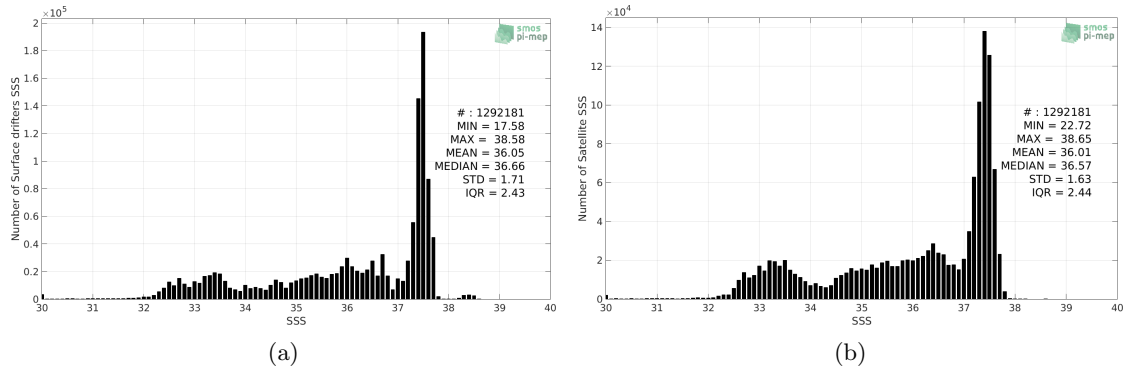 ×10⁵
2
1.8
1.6
1.4
1.2
1
0.8
0.6
0.4
0.2
0
Number of Surface drifters SSS
smos
pi-mep
# : 1292181
MIN = 17.58
MAX = 38.58
MEAN = 36.05
MEDIAN = 36.66
STD = 1.71
IQR = 2.43
30 31 32 33 34 35 36 37 38 39 40
SSS
(a)
×10⁴
14
12
10
8
6
4
2
0
Number of Satellite SSS
smos
pi-mep
# : 1292181
MIN = 22.72
MAX = 38.65
MEAN = 36.01
MEDIAN = 36.57
STD = 1.63
IQR = 2.44
30 31 32 33 34 35 36 37 38 39 40
SSS
(b)